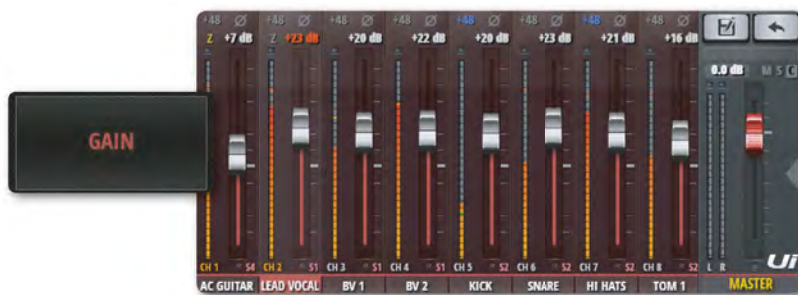 GAIN
+48 Ø +48 Ø +48 Ø +48 Ø +48 Ø +48 Ø +48 Ø +48 Ø
Z +7 dB Z +23 dB +20 dB +22 dB +20 dB +23 dB +21 dB +16 dB
0.0 dB M S C
CH 1 S4 CH 2 S1 CH 3 S1 CH 4 S1 CH 5 S2 CH 6 S2 CH 7 S2 CH 8 S2 L R Ui
AC GUITAR LEAD VOCAL BV 1 BV 2 KICK SNARE HI HATS TOM 1 MASTER